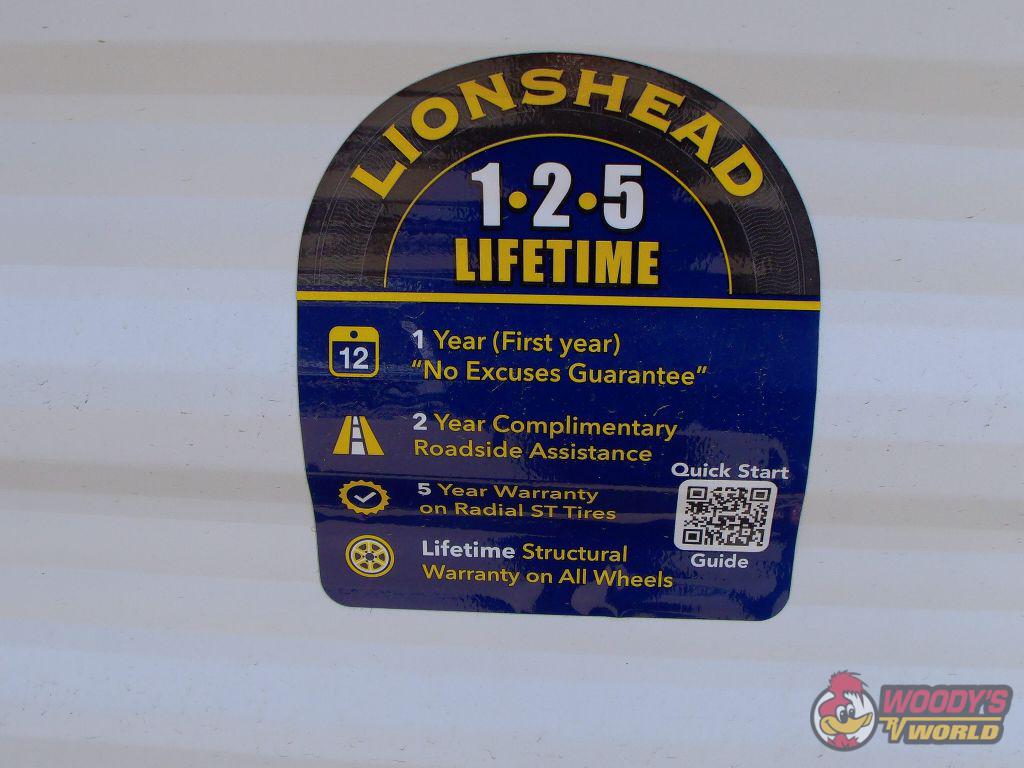 LIONSHEAD
1•2•5
LIFETIME
12
1 Year (First year)
"No Excuses Guarantee"
2 Year Complimentary
Roadside Assistance
5 Year Warranty
on Radial ST Tires
Lifetime Structural
Warranty on All Wheels
Quick Start
Guide
WOODY'S
RV WORLD